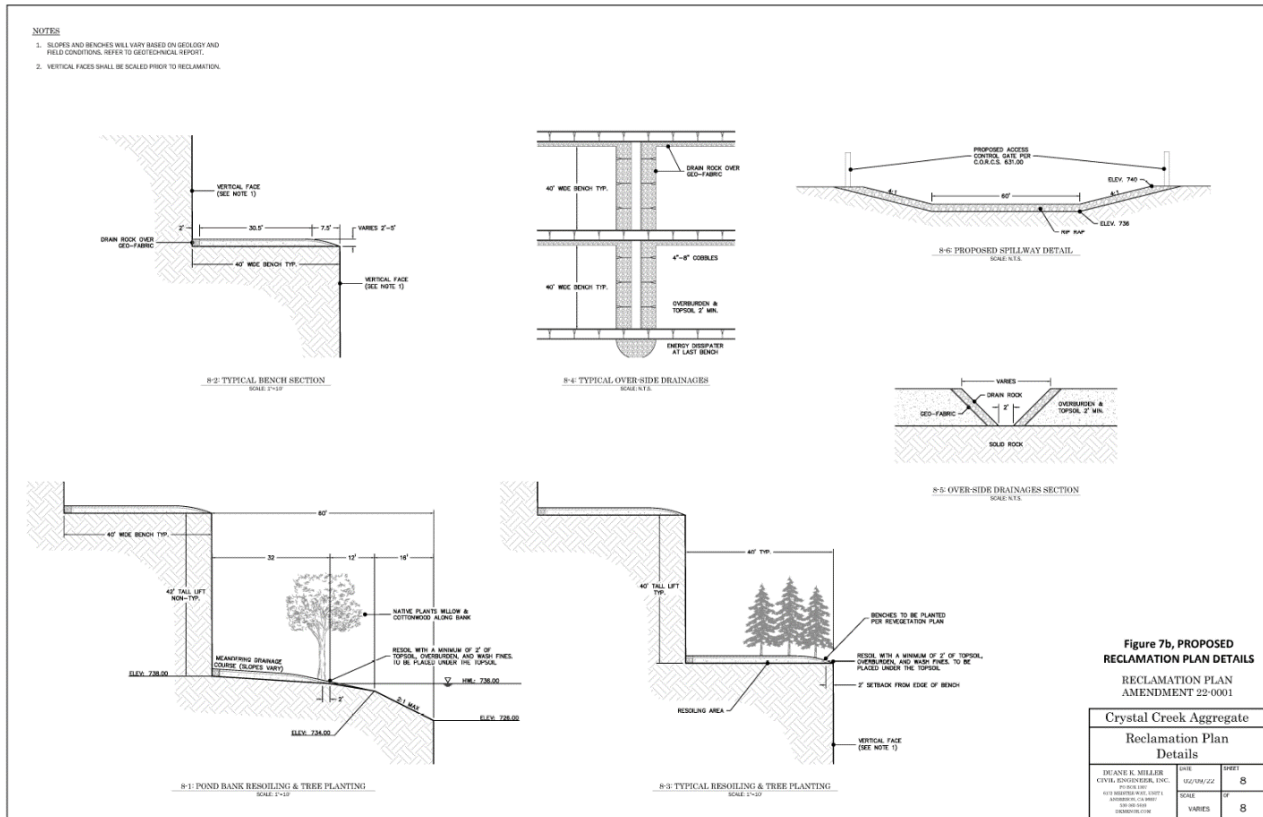 NOTES
1. SLOPES AND BENCHES WILL VARY BASED ON GEOLOGY AND
FIELD CONDITIONS. REFER TO GEOTECHNICAL REPORT.
2. VERTICAL FACES SHALL BE SCALED PRIOR TO RECLAMATION.
VERTICAL FACE
(SEE NOTE 1)
2'
30.5'
7.5'
VARIES 2'-5'
DRAIN ROCK OVER
GEO-FABRIC
40' WIDE BENCH TYP.
VERTICAL FACE
(SEE NOTE 1)
8-2: TYPICAL BENCH SECTION
SCALE: 1"=10'
DRAIN ROCK OVER
GEO-FABRIC
40' WIDE BENCH TYP.
4"-8" COBBLES
40' WIDE BENCH TYP.
OVERBURDEN &
TOPSOIL 2' MIN.
ENERGY DISSIPATER
AT LAST BENCH
8-4: TYPICAL OVER-SIDE DRAINAGES
SCALE: N.T.S.
PROPOSED ACCESS
CONTROL GATE PER
C.O.R.C.S. 631.00
ELEV. 740
4:1
60'
4:1
ELEV. 736
RIP RAP
8-6: PROPOSED SPILLWAY DETAIL
SCALE: N.T.S.
VARIES
DRAIN ROCK
GEO-FABRIC
2'
OVERBURDEN &
TOPSOIL 2' MIN.
SOLID ROCK
8-5: OVER-SIDE DRAINAGES SECTION
SCALE: N.T.S.
60'
40' WIDE BENCH TYP.
32
12'
16'
42' TALL LIFT
NON-TYP.
NATIVE PLANTS WILLOW &
COTTONWOOD ALONG BANK
RESOIL WITH A MINIMUM OF 2' OF
TOPSOIL, OVERBURDEN, AND WASH FINES.
TO BE PLACED UNDER THE TOPSOIL
MEANDERING DRAINAGE
COURSE (SLOPES VARY)
ELEV: 738.00
HWL: 736.00
2'
2:1 MAX
ELEV: 734.00
ELEV: 726.00
8-1: POND BANK RESOILING & TREE PLANTING
SCALE: 1"=10'
40' TYP.
40' TALL LIFT
TYP.
BENCHES TO BE PLANTED
PER REVEGETATION PLAN
RESOIL WITH A MINIMUM OF 2' OF TOPSOIL,
OVERBURDEN, AND WASH FINES. TO BE
PLACED UNDER THE TOPSOIL
2' SETBACK FROM EDGE OF BENCH
RESOILING AREA
VERTICAL FACE
(SEE NOTE 1)
8-3: TYPICAL RESOILING & TREE PLANTING
SCALE: 1"=10'
Figure 7b, PROPOSED
RECLAMATION PLAN DETAILS
RECLAMATION PLAN
AMENDMENT 22-0001
Crystal Creek Aggregate
Reclamation Plan
Details
DUANE K. MILLER
CIVIL ENGINEER, INC.
ANDERSON, CA
DATE
02/09/22
SHEET
8
SCALE
VARIES
OF
8